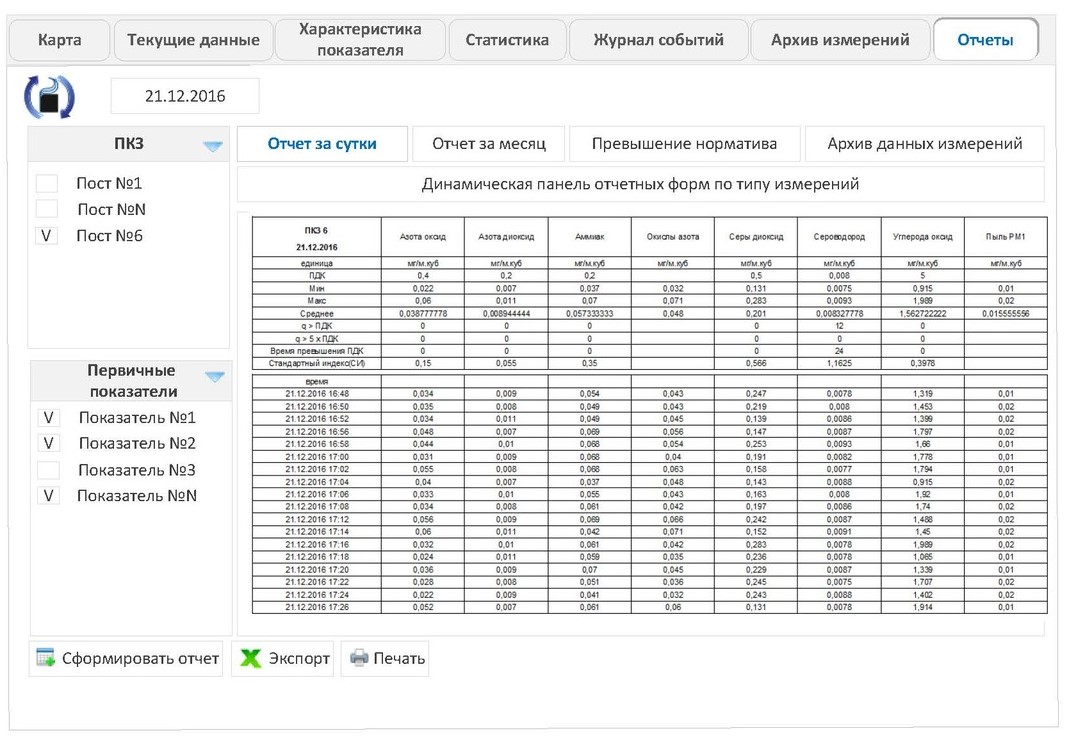 Карта Текущие данные Характеристика показателя Статистика Журнал событий Архив измерений Отчеты
21.12.2016
ПКЗ
Пост №1
Пост №N
V Пост №6
Первичные
показатели
V Показатель №1
V Показатель №2
Показатель №3
V Показатель №N
Отчет за сутки Отчет за месяц Превышение норматива Архив данных измерений
Динамическая панель отчетных форм по типу измерений
ПКЗ 6
21.12.2016 Азота оксид Азота диоксид Аммиак Окислы азота Серы диоксид Сероводород Углерода оксид Пыль PM1
единица мг/м.куб мг/м.куб мг/м.куб мг/м.куб мг/м.куб мг/м.куб мг/м.куб мг/м.куб
ПДК 0,4 0,2 0,2 0,5 0,008 5
Мин 0,022 0,007 0,037 0,032 0,131 0,0075 0,915 0,01
Макс 0,06 0,011 0,07 0,071 0,283 0,0093 1,989 0,02
Среднее 0,038777778 0,008944444 0,057333333 0,048 0,201 0,008327778 1,562722222 0,015555556
q > ПДК 0 0 0 0 12 0
q > 5 x ПДК 0 0 0 0 0 0
Время превышения ПДК 0 0 0 0 24 0
Стандартный индекс(СИ) 0,15 0,055 0,35 0,566 1,1625 0,3978
время
21.12.2016 16:48 0,034 0,009 0,054 0,043 0,247 0,0078 1,319 0,01
21.12.2016 16:50 0,035 0,008 0,049 0,043 0,219 0,008 1,453 0,02
21.12.2016 16:52 0,034 0,011 0,049 0,045 0,139 0,0086 1,399 0,02
21.12.2016 16:56 0,048 0,007 0,069 0,056 0,147 0,0087 1,797 0,02
21.12.2016 16:58 0,044 0,01 0,068 0,054 0,253 0,0093 1,66 0,01
21.12.2016 17:00 0,031 0,009 0,068 0,04 0,191 0,0082 1,778 0,01
21.12.2016 17:02 0,055 0,008 0,068 0,063 0,158 0,0077 1,794 0,01
21.12.2016 17:04 0,04 0,007 0,037 0,048 0,143 0,0088 0,915 0,02
21.12.2016 17:06 0,033 0,01 0,055 0,043 0,163 0,008 1,92 0,01
21.12.2016 17:08 0,034 0,008 0,061 0,042 0,197 0,0086 1,74 0,02
21.12.2016 17:12 0,056 0,009 0,069 0,066 0,242 0,0087 1,488 0,02
21.12.2016 17:14 0,06 0,011 0,042 0,071 0,152 0,0091 1,45 0,02
21.12.2016 17:16 0,032 0,01 0,061 0,042 0,283 0,0078 1,989 0,02
21.12.2016 17:18 0,024 0,011 0,059 0,035 0,236 0,0078 1,065 0,01
21.12.2016 17:20 0,036 0,009 0,07 0,045 0,229 0,0087 1,339 0,01
21.12.2016 17:22 0,028 0,008 0,051 0,036 0,245 0,0075 1,707 0,02
21.12.2016 17:24 0,022 0,009 0,041 0,032 0,243 0,0088 1,402 0,02
21.12.2016 17:26 0,052 0,007 0,061 0,06 0,131 0,0078 1,914 0,01
Сформировать отчет Экспорт Печать